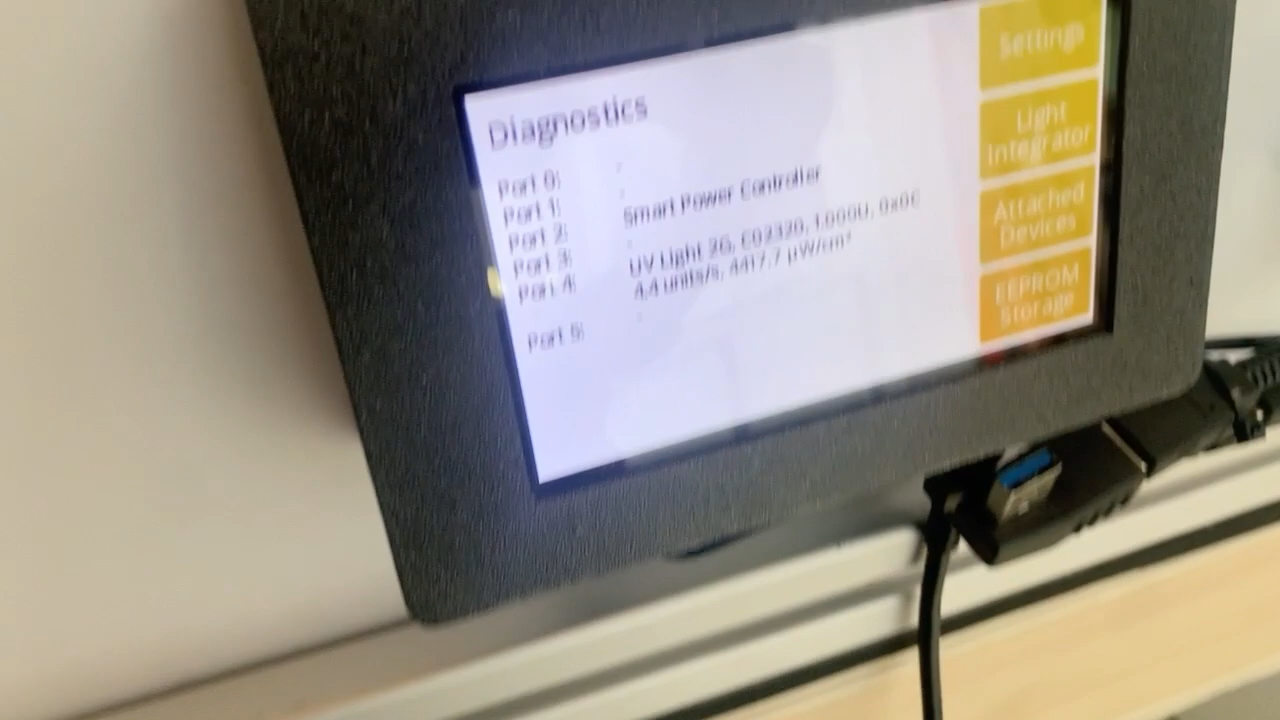 Diagnostics
Port 0: -
Port 1: -
Port 2: Smart Power Controller
Port 3: -
Port 4: UV Light 2G, 1.000U, 0x0C
4.4 units/s, 4417.7 µW/cm²
Port 5: -
Settings
Light
Integrator
Attached
Devices
EEPROM
Storage